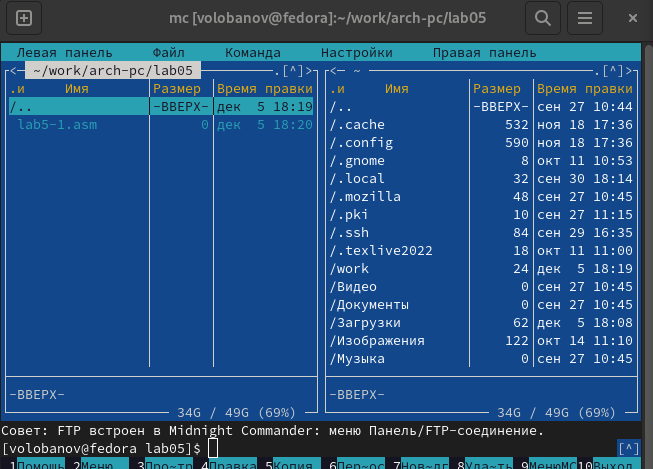 mc [volobanov@fedora]:~/work/arch-pc/lab05
Левая панель Файл Команда Настройки Правая панель
<— ~/work/arch-pc/lab05 .[^]> <— ~ .[^]>
.и Имя Размер Время правки .и Имя Размер Время правки
/.. -ВВЕРХ- дек 5 18:19 /.. -ВВЕРХ- сен 27 10:44
lab5-1.asm 0 дек 5 18:20 /.cache 532 ноя 18 17:36
/.config 590 ноя 18 17:36
/.gnome 8 окт 11 10:53
/.local 32 сен 30 18:14
/.mozilla 48 сен 27 10:45
/.pki 10 сен 27 11:15
/.ssh 84 сен 29 16:35
/.texlive2022 18 окт 11 11:00
/work 24 дек 5 18:19
/Видео 0 сен 27 10:45
/Документы 0 сен 27 10:45
/Загрузки 62 дек 5 18:08
/Изображения 122 окт 14 11:10
/Музыка 0 сен 27 10:45
-ВВЕРХ- -ВВЕРХ-
34G / 49G (69%) 34G / 49G (69%)
Совет: FTP встроен в Midnight Commander: меню Панель/FTP-соединение.
[volobanov@fedora lab05]$ [^]
1Помощь 2Меню 3Про~тр 4Правка 5Копия 6Пер~ос 7Нов~лг 8Уда~ть 9МенюМС 10Выход